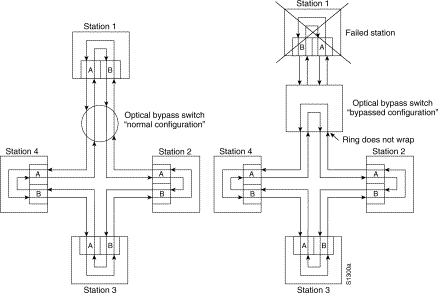 Station 1
A
B
Optical bypass switch
"normal configuration"
Station 4
A
B
Station 2
A
B
A
B
Station 3
Station 1
B
A
Failed station
Optical bypass switch
"bypassed configuration"
Ring does not wrap
Station 4
A
B
Station 2
A
B
A
B
Station 3
S1300a